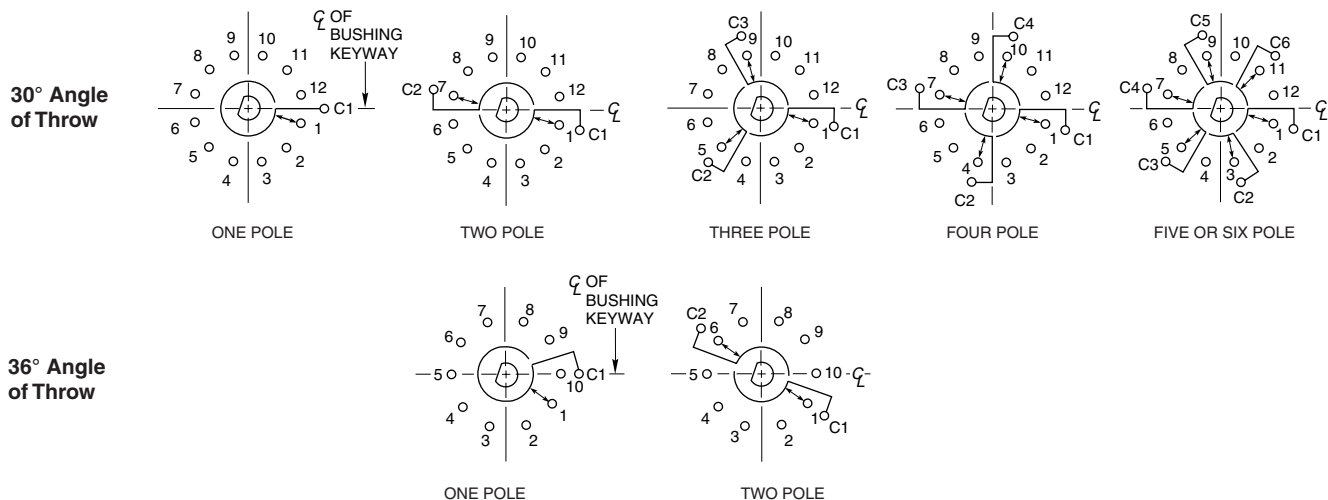 30° Angle
of Throw
℄ OF
BUSHING
KEYWAY
9 10
8 11
7 12
C1
6 1
5 2
4 3
ONE POLE
9 10
8 11
C2 7 12 ℄
6 1 C1
5 2
4 3
TWO POLE
C3
9 10
8 11
7 12 ℄
6 1 C1
5 2
C2 4 3
THREE POLE
C4
9 10
8 11
C3 7 12
6 1 C1
5 2
4 3
C2
FOUR POLE
C5
9 10 C6
8 11
C4 7 12 ℄
6 1 C1
5 2
C3 4 3
C2
FIVE OR SIX POLE
36° Angle
of Throw
℄ OF
BUSHING
KEYWAY
7 8
6 9
5 10 C1
4 1
3 2
ONE POLE
C2 7 8
6 9
5 10 ℄
4 1 C1
3 2
TWO POLE